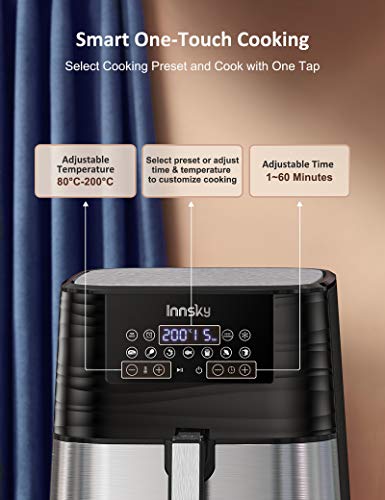 Smart One-Touch Cooking
Select Cooking Preset and Cook with One Tap
Adjustable
Temperature
80°C-200°C
Select preset or adjust
time & temperature
to customize cooking
Adjustable Time
1~60 Minutes
Innsky
200 15